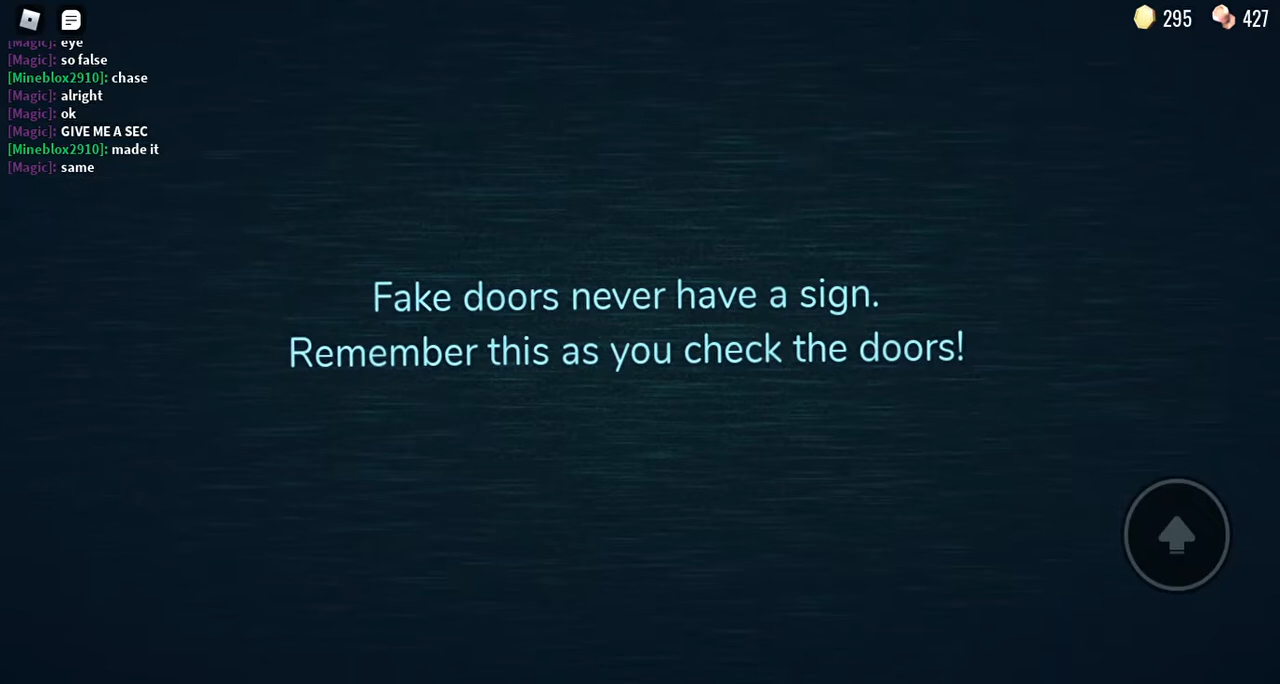 295
427
[Magic]: eye
[Magic]: so false
[Mineblox2910]: chase
[Magic]: alright
[Magic]: ok
[Magic]: GIVE ME A SEC
[Mineblox2910]: made it
[Magic]: same
Fake doors never have a sign.
Remember this as you check the doors!